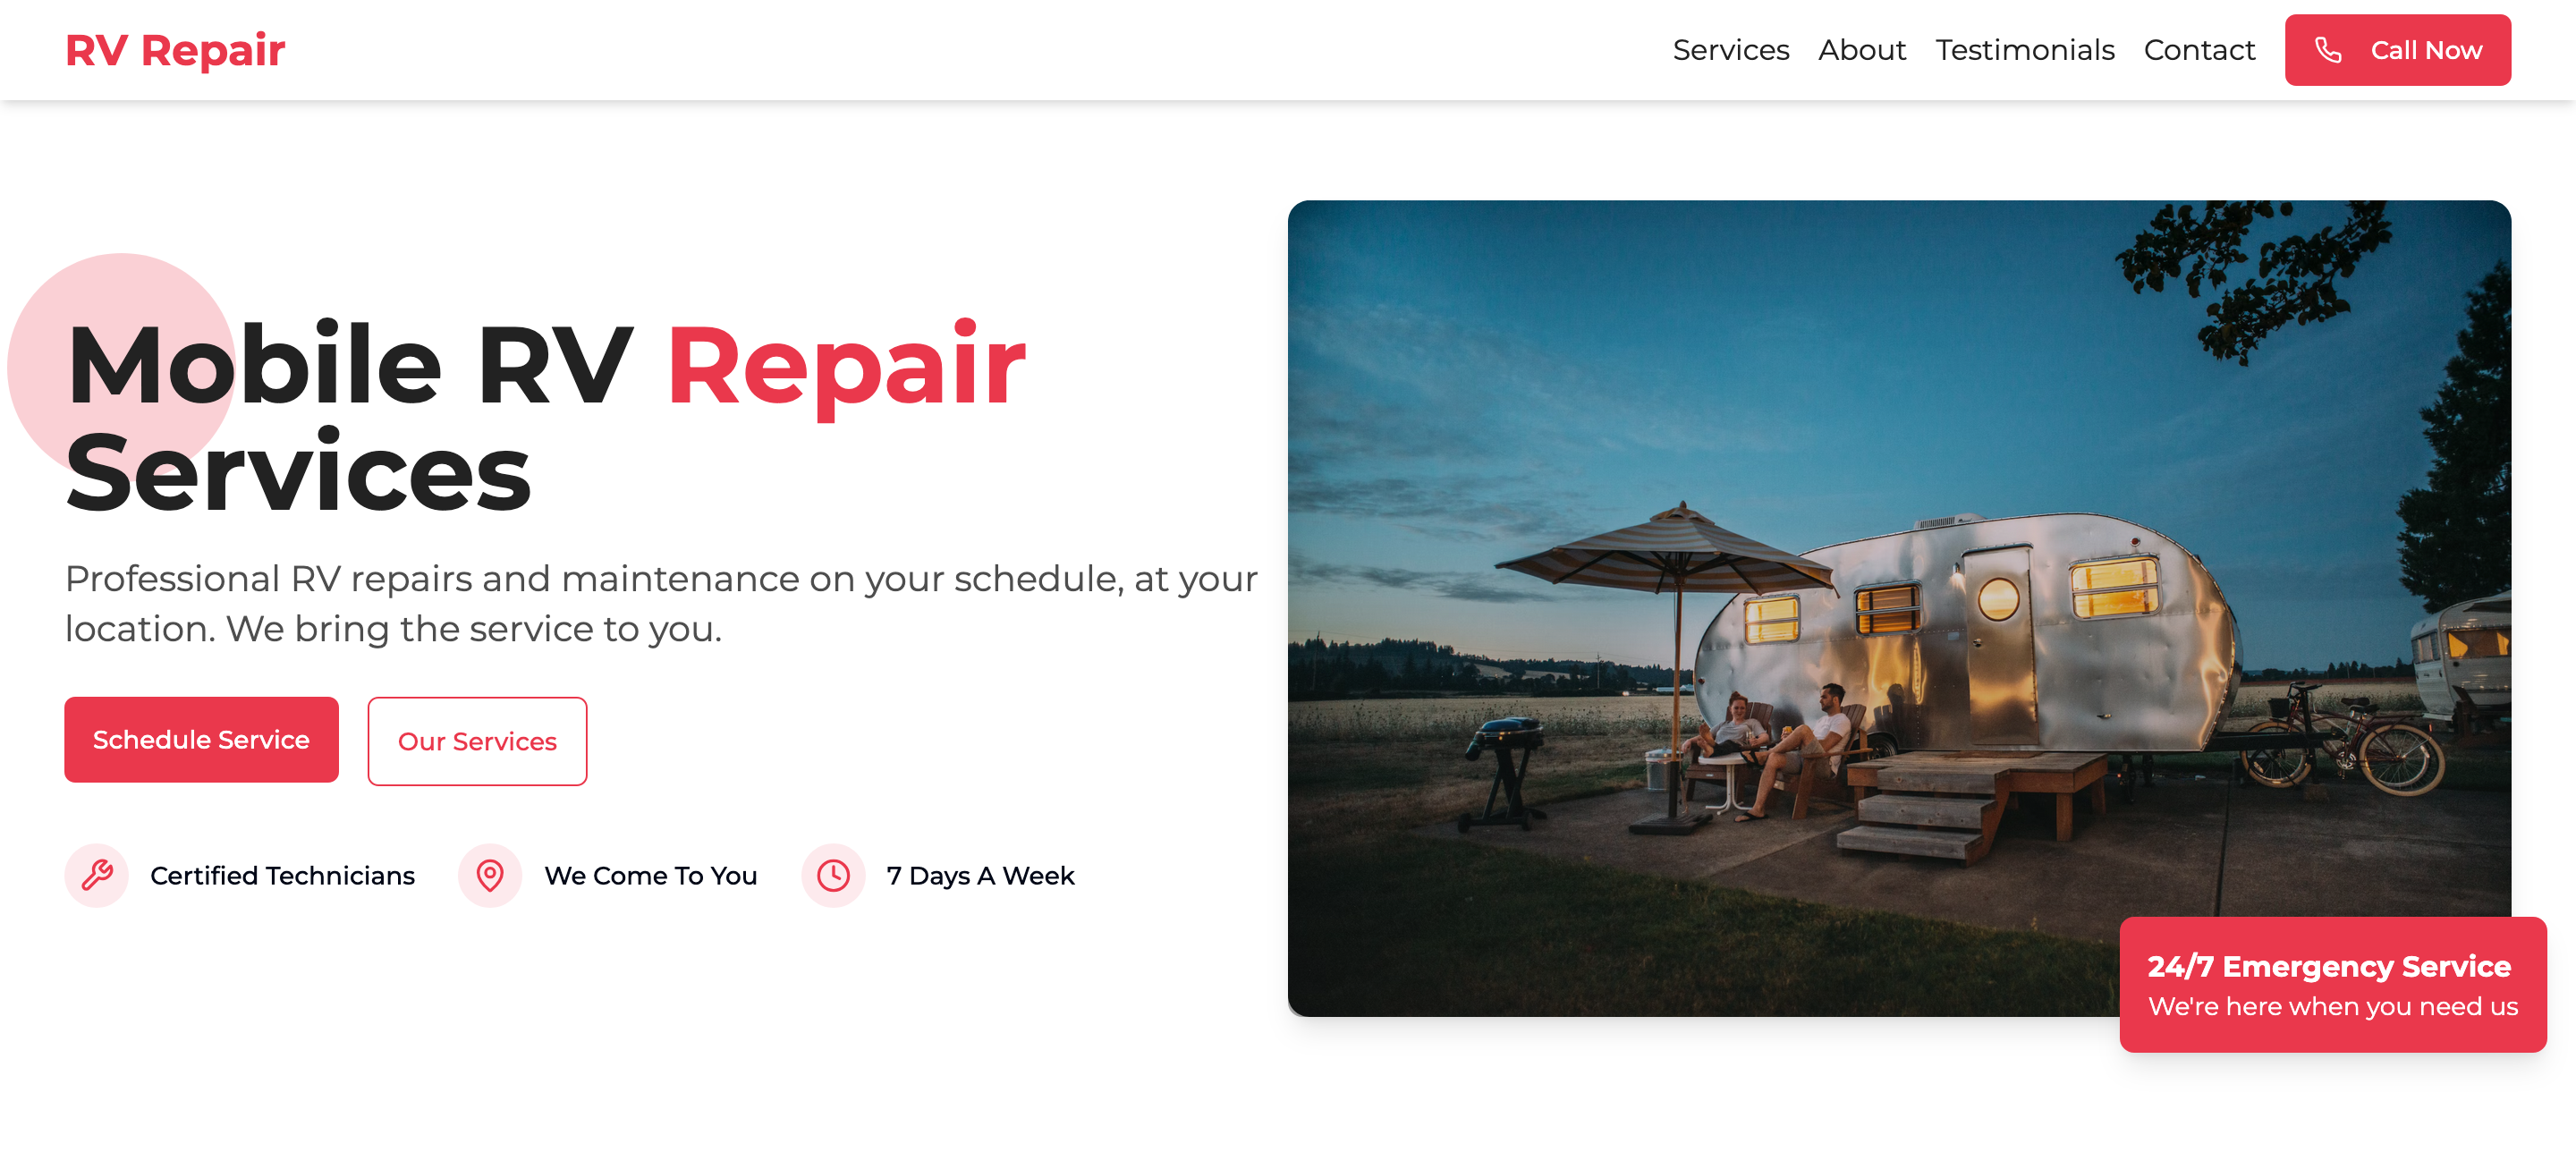 RV Repair
Services
About
Testimonials
Contact
Call Now
Mobile RV Repair
Services
Professional RV repairs and maintenance on your schedule, at your
location. We bring the service to you.
Schedule Service
Our Services
Certified Technicians
We Come To You
7 Days A Week
24/7 Emergency Service
We're here when you need us